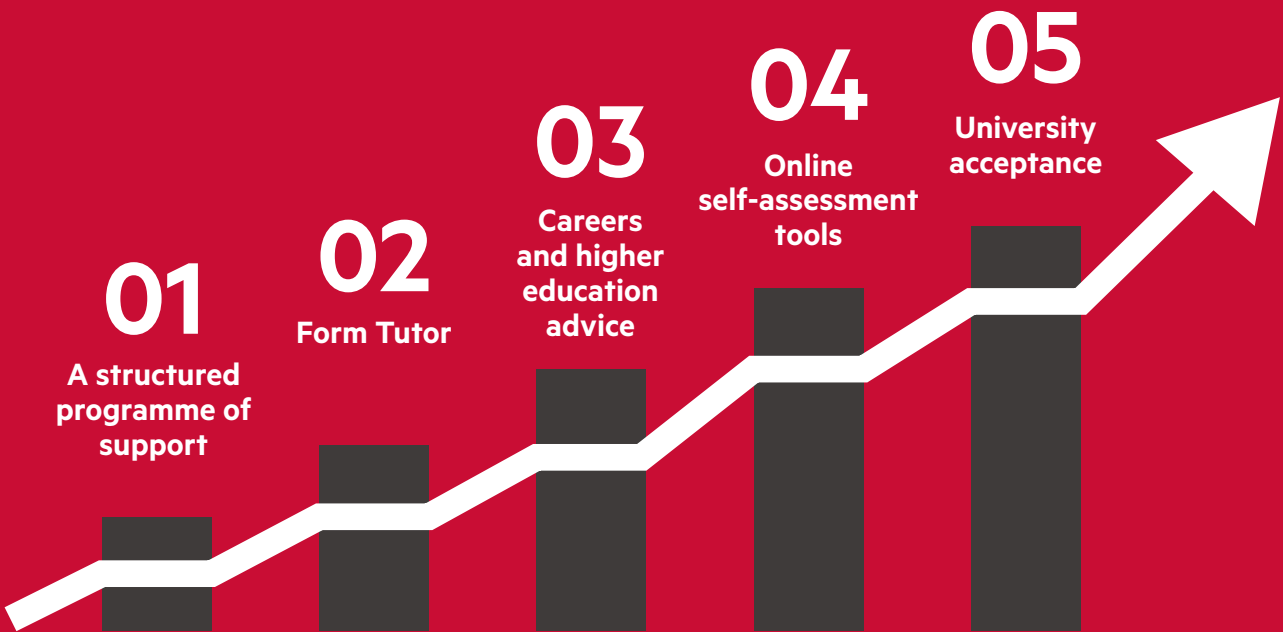 01
A structured
programme of
support
02
Form Tutor
03
Careers
and higher
education
advice
04
Online
self-assessment
tools
05
University
acceptance